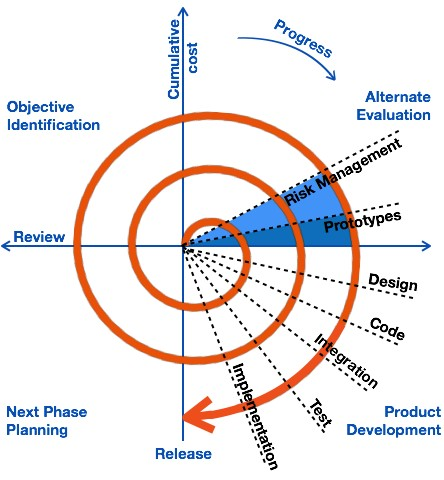 Cumulative
cost
Progress
Objective
Identification
Alternate
Evaluation
Risk Management
Prototypes
Review
Design
Code
Integration
Test
Implementation
Next Phase
Planning
Product
Development
Release